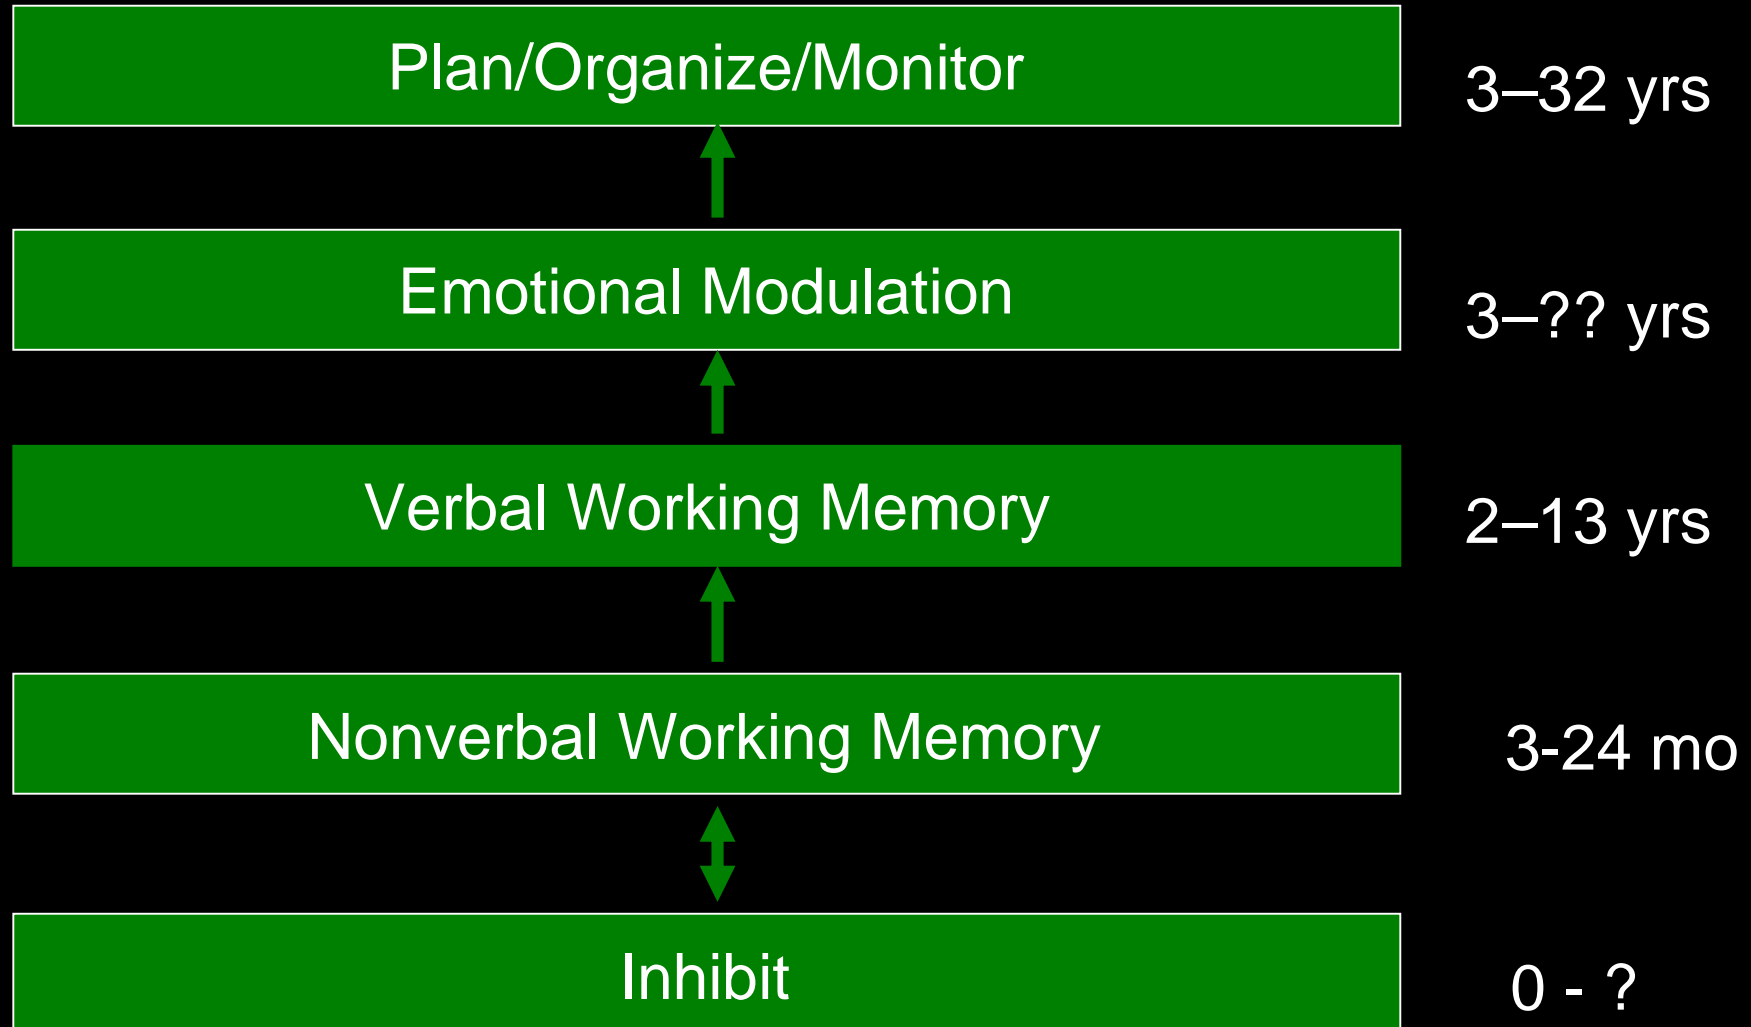 Plan/Organize/Monitor
3–32 yrs
Emotional Modulation
3–?? yrs
Verbal Working Memory
2–13 yrs
Nonverbal Working Memory
3-24 mo
Inhibit
0 - ?